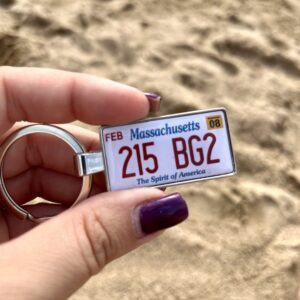 FEB Massachusetts 08
215 BG2
The Spirit of America